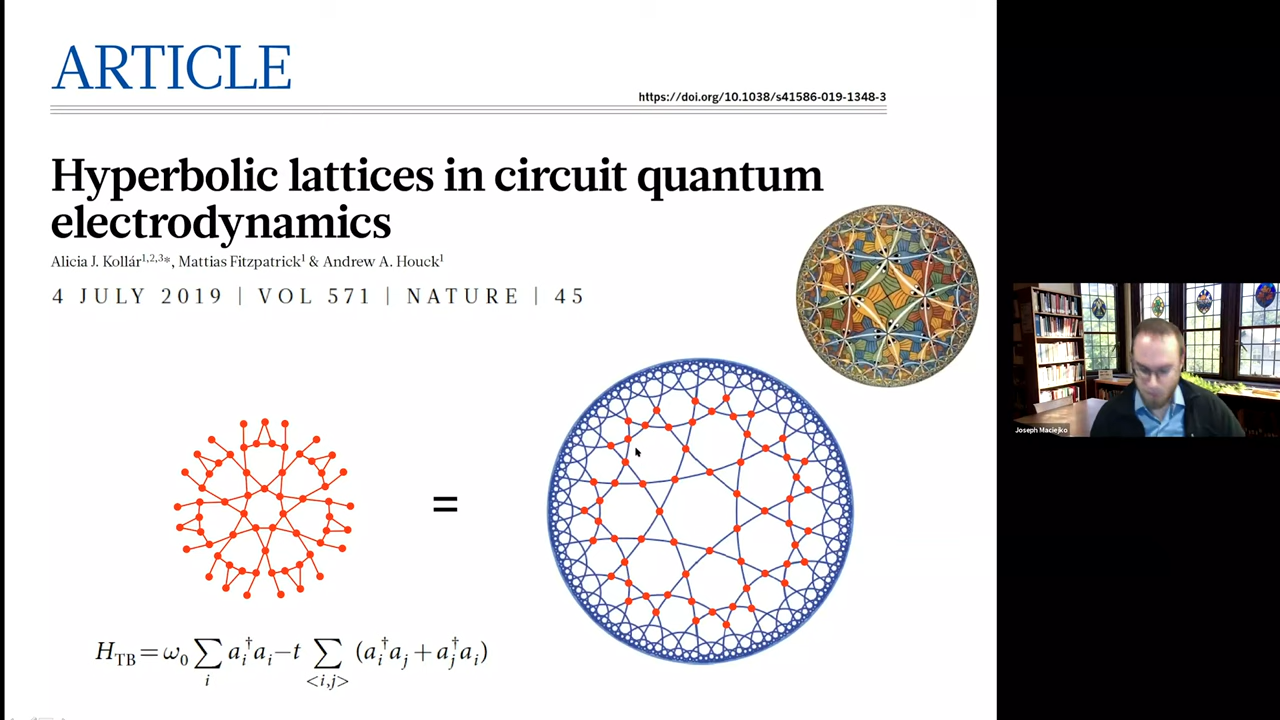 ARTICLE
https://doi.org/10.1038/s41586-019-1348-3
Hyperbolic lattices in circuit quantum
electrodynamics
Alicia J. Kollár1,2,3*, Mattias Fitzpatrick1 & Andrew A. Houck1
4 JULY 2019 | VOL 571 | NATURE | 45
=
H_TB = ω₀ ∑_i a_i† a_i − t ∑_<i,j> (a_i† a_j + a_j† a_i)
Joseph Maciejko